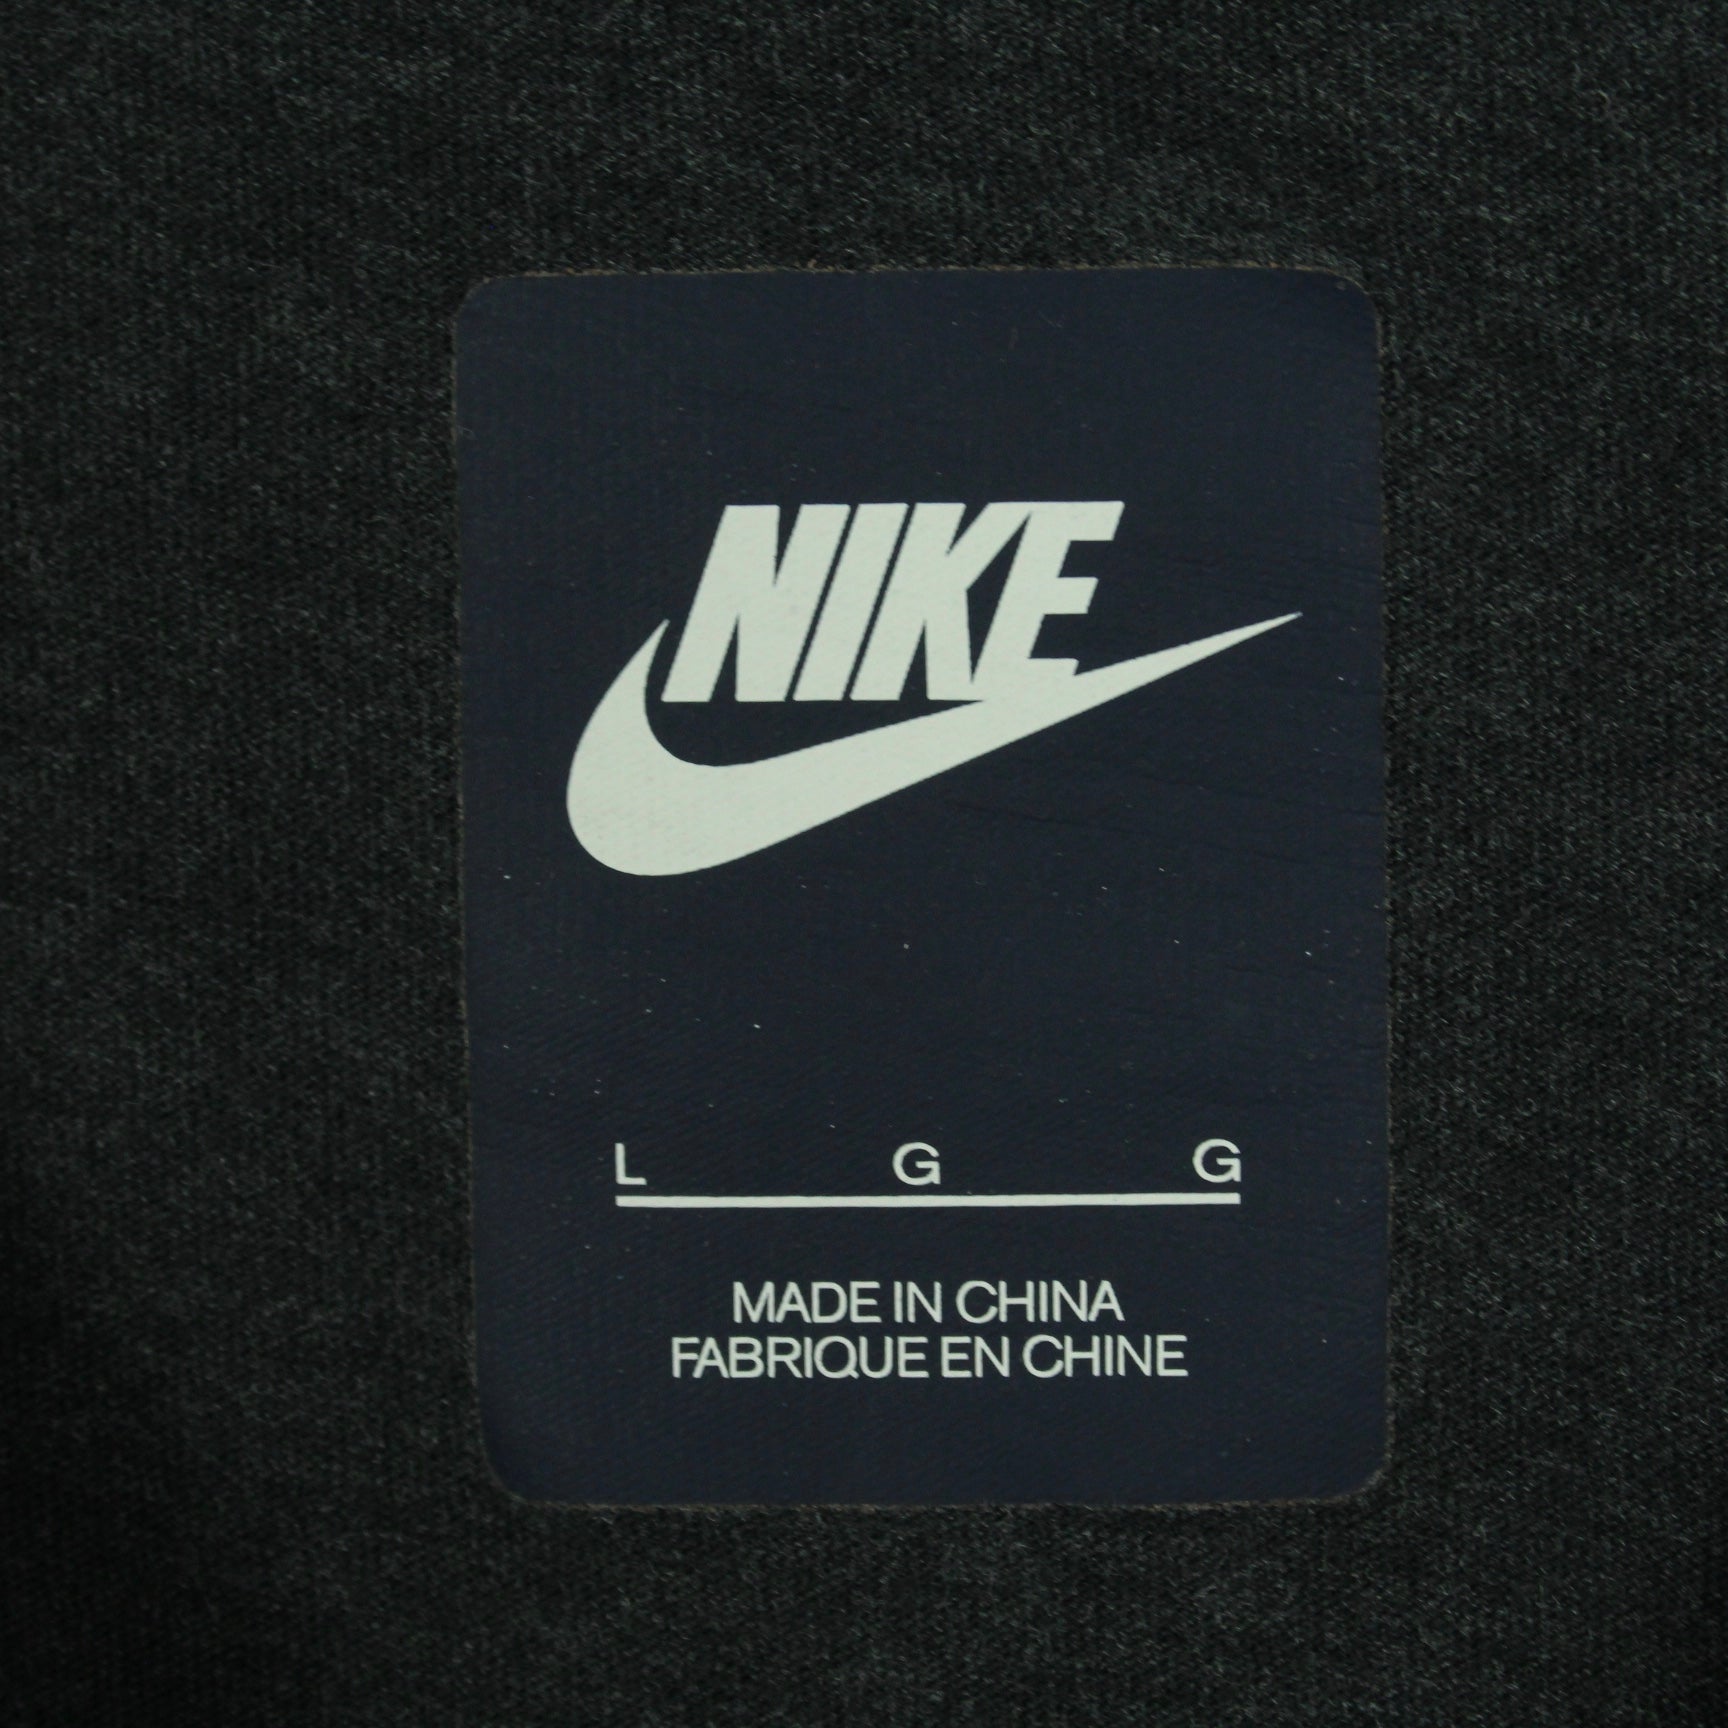 NIKE
L G G
MADE IN CHINA
FABRIQUE EN CHINE